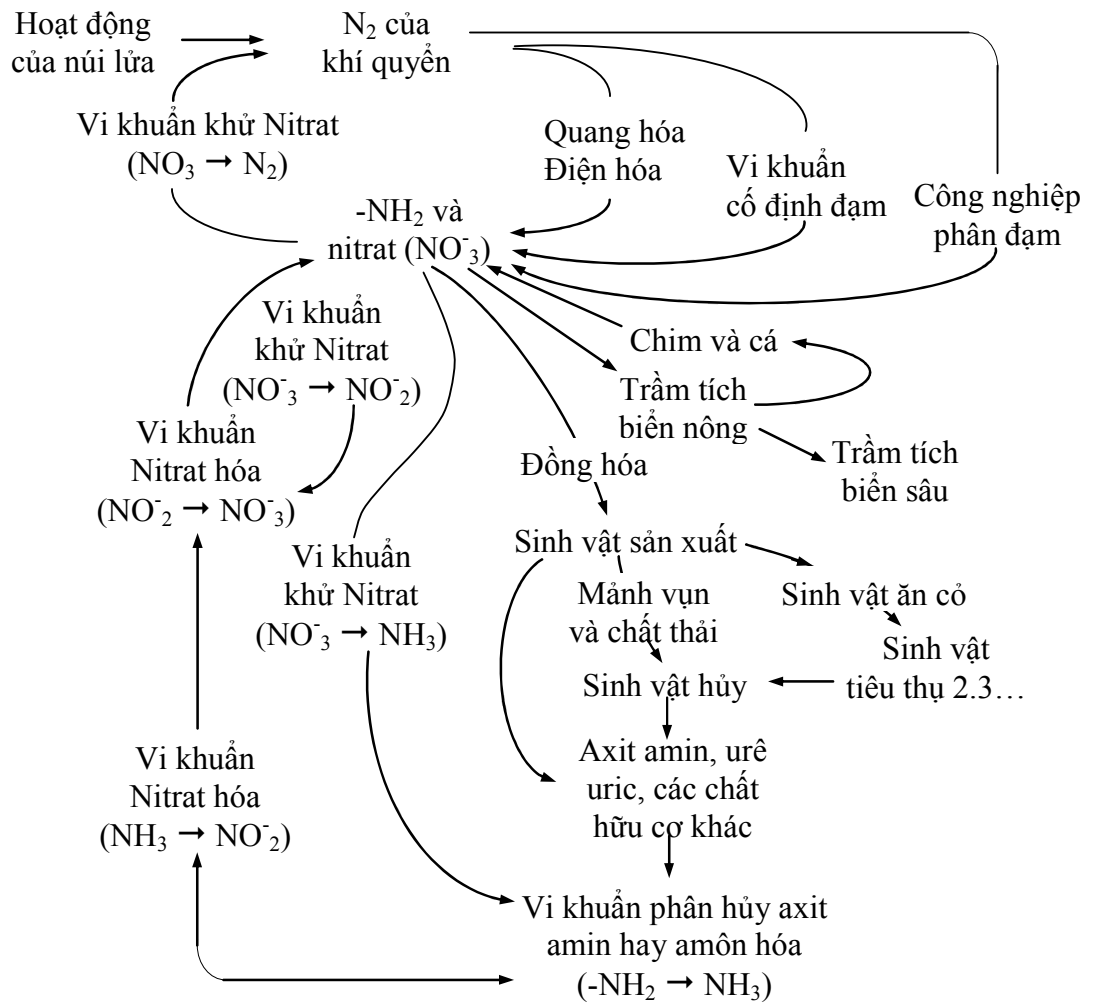 Hoạt động
của núi lửa
N₂ của
khí quyển
Vi khuẩn khử Nitrat
(NO₃ → N₂)
Quang hóa
Điện hóa
Vi khuẩn
cố định đạm
Công nghiệp
phân đạm
-NH₂ và
nitrat (NO⁻₃)
Vi khuẩn
khử Nitrat
(NO⁻₃ → NO⁻₂)
Chim và cá
Trầm tích
biển nông
Trầm tích
biển sâu
Vi khuẩn
Nitrat hóa
(NO⁻₂ → NO⁻₃)
Đồng hóa
Sinh vật sản xuất
Vi khuẩn
khử Nitrat
(NO⁻₃ → NH₃)
Mảnh vụn
và chất thải
Sinh vật ăn cỏ
Sinh vật
tiêu thụ 2.3…
Sinh vật hủy
Vi khuẩn
Nitrat hóa
(NH₃ → NO⁻₂)
Axit amin, urê
uric, các chất
hữu cơ khác
Vi khuẩn phân hủy axit
amin hay amôn hóa
(-NH₂ → NH₃)